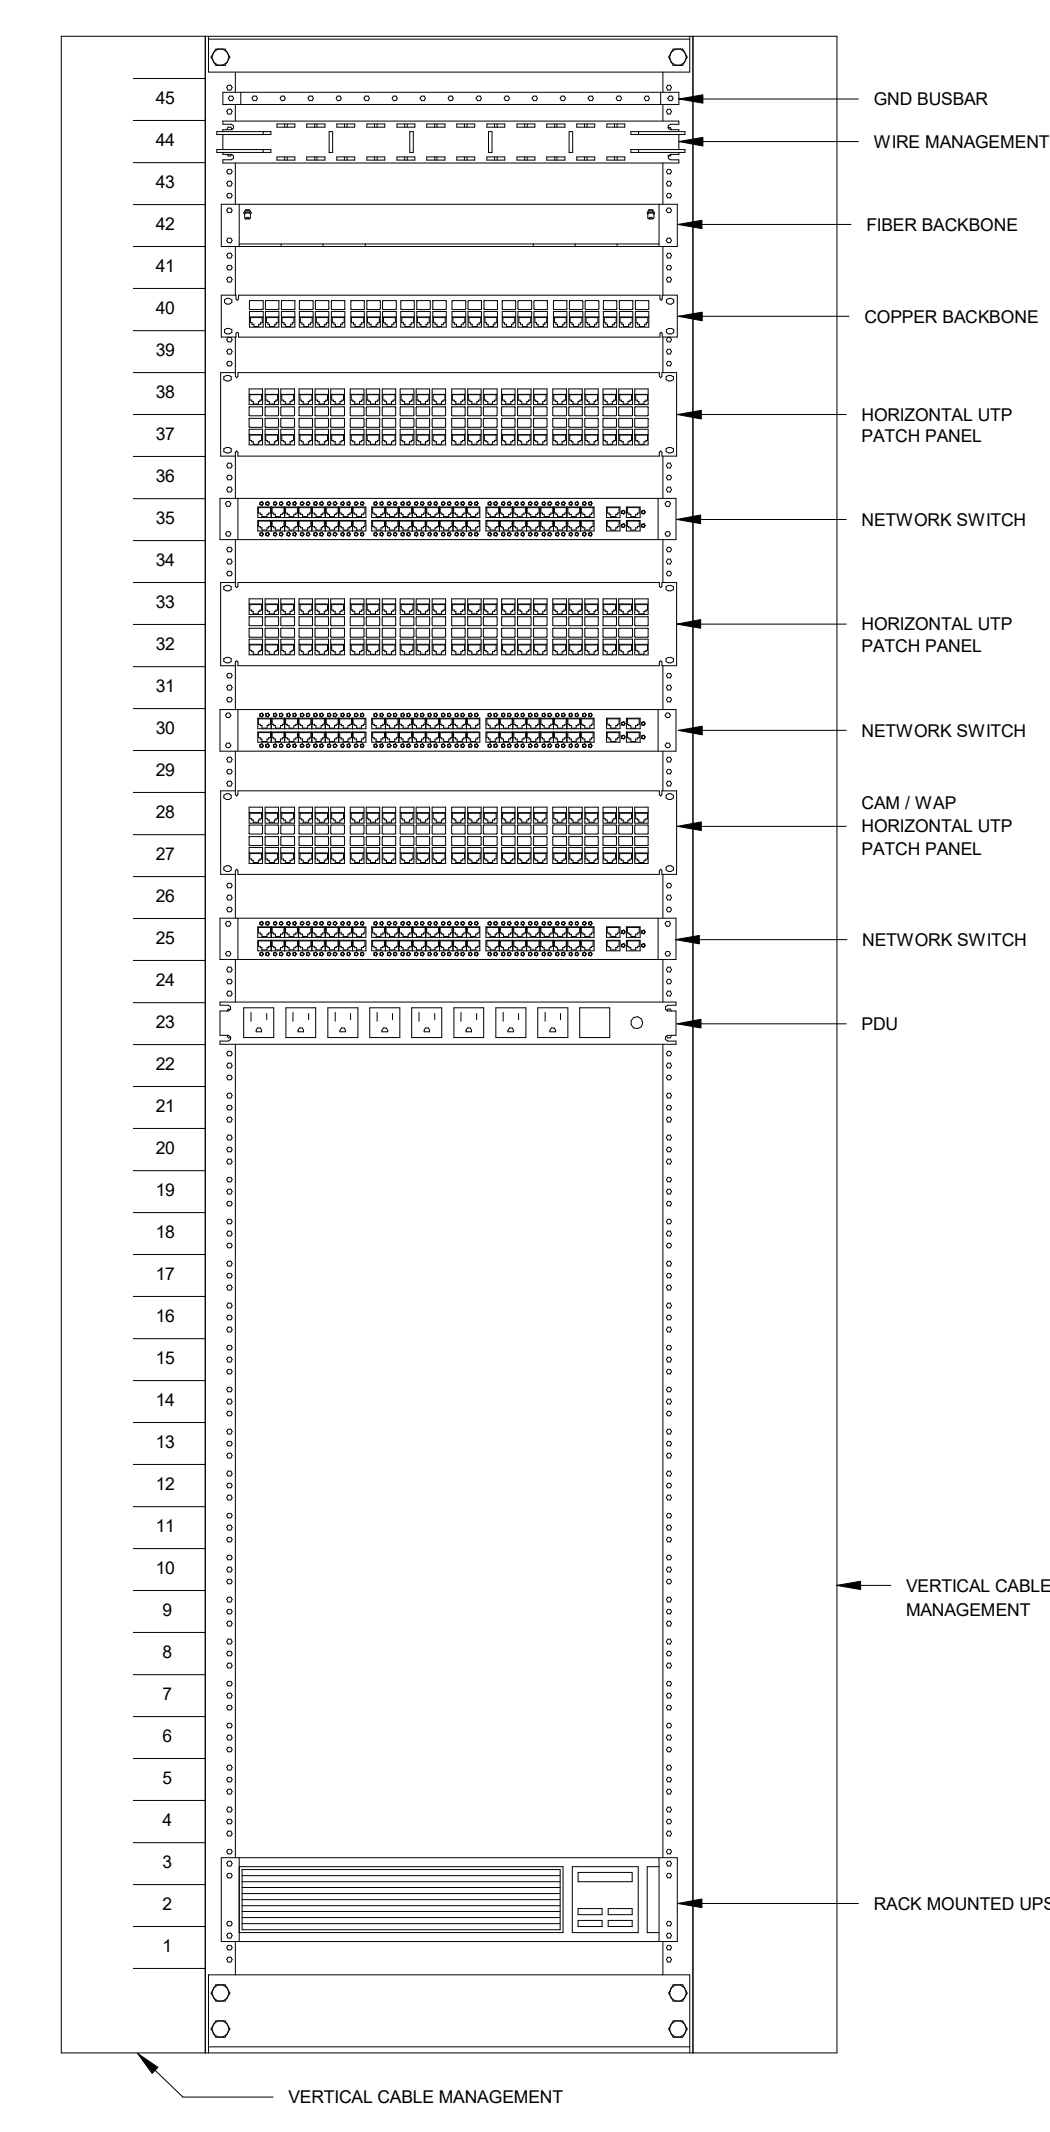 45
GND BUSBAR
44
WIRE MANAGEMENT
43
42
FIBER BACKBONE
41
40
COPPER BACKBONE
39
38
37
HORIZONTAL UTP
PATCH PANEL
36
35
NETWORK SWITCH
34
33
32
HORIZONTAL UTP
PATCH PANEL
31
30
NETWORK SWITCH
29
28
27
CAM / WAP
HORIZONTAL UTP
PATCH PANEL
26
25
NETWORK SWITCH
24
23
PDU
22
21
20
19
18
17
16
15
14
13
12
11
10
9
VERTICAL CABLE
MANAGEMENT
8
7
6
5
4
3
2
RACK MOUNTED UPS
1
VERTICAL CABLE MANAGEMENT